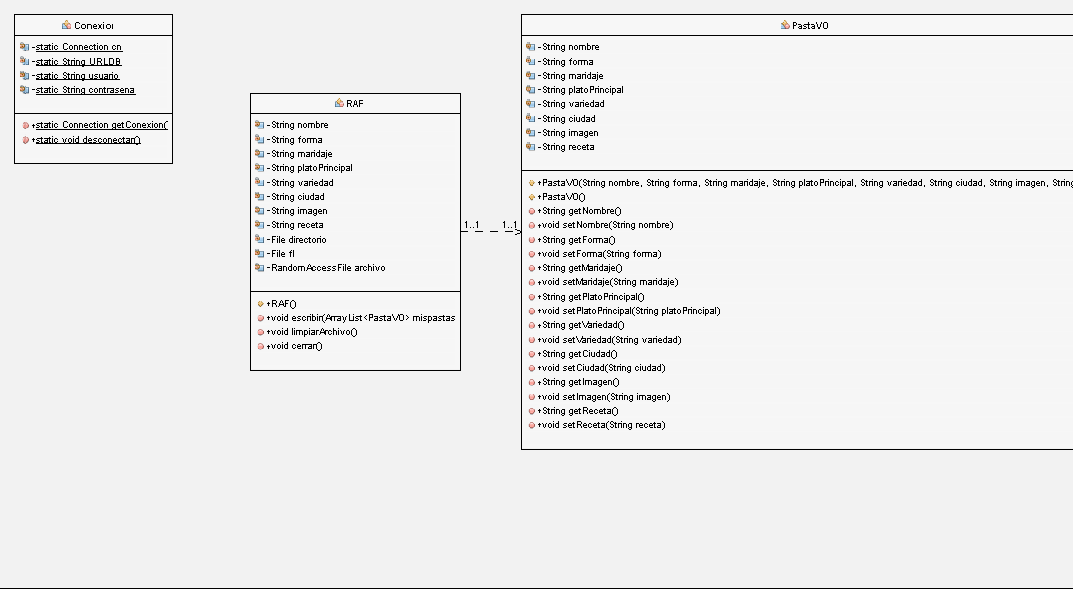 Conexior
-static Connection cn
-static String URLDB
-static String usuario
-static String contrasena
+static Connection getConexion(
+static void desconectar()
RAF
-String nombre
-String forma
-String maridaje
-String platoPrincipal
-String variedad
-String ciudad
-String imagen
-String receta
-File directorio
-File fl
-RandomAccessFile archivo
+RAF()
+void escribir(ArrayList<PastaVO> mispastas
+void limpiarArchivo()
+void cerrar()
1..1 1..1
PastaVO
-String nombre
-String forma
-String maridaje
-String platoPrincipal
-String variedad
-String ciudad
-String imagen
-String receta
+PastaVO(String nombre, String forma, String maridaje, String platoPrincipal, String variedad, String ciudad, String imagen, String
+PastaVO()
+String getNombre()
+void setNombre(String nombre)
+String getForma()
+void setForma(String forma)
+String getMaridaje()
+void setMaridaje(String maridaje)
+String getPlatoPrincipal()
+void setPlatoPrincipal(String platoPrincipal)
+String getVariedad()
+void setVariedad(String variedad)
+String getCiudad()
+void setCiudad(String ciudad)
+String getImagen()
+void setImagen(String imagen)
+String getReceta()
+void setReceta(String receta)